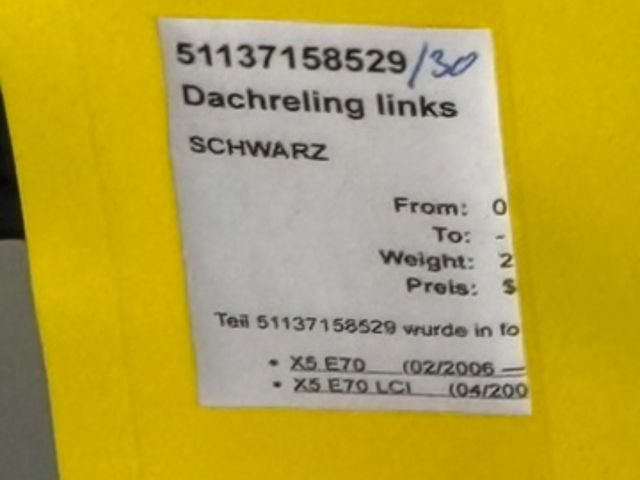 51137158529/30
Dachreling links
SCHWARZ
From: 0
To: -
Weight: 2
Preis: $
Teil 51137158529 wurde in fo
• X5 E70 (02/2006 —
• X5 E70 LCI (04/200